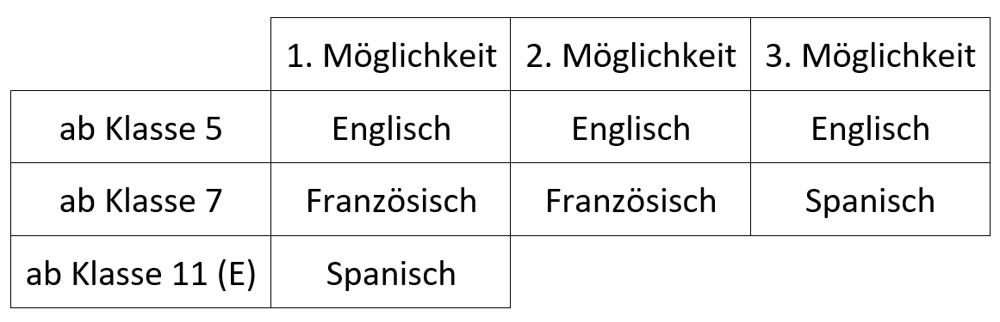 1. Möglichkeit 2. Möglichkeit 3. Möglichkeit
ab Klasse 5 Englisch Englisch Englisch
ab Klasse 7 Französisch Französisch Spanisch
ab Klasse 11 (E) Spanisch